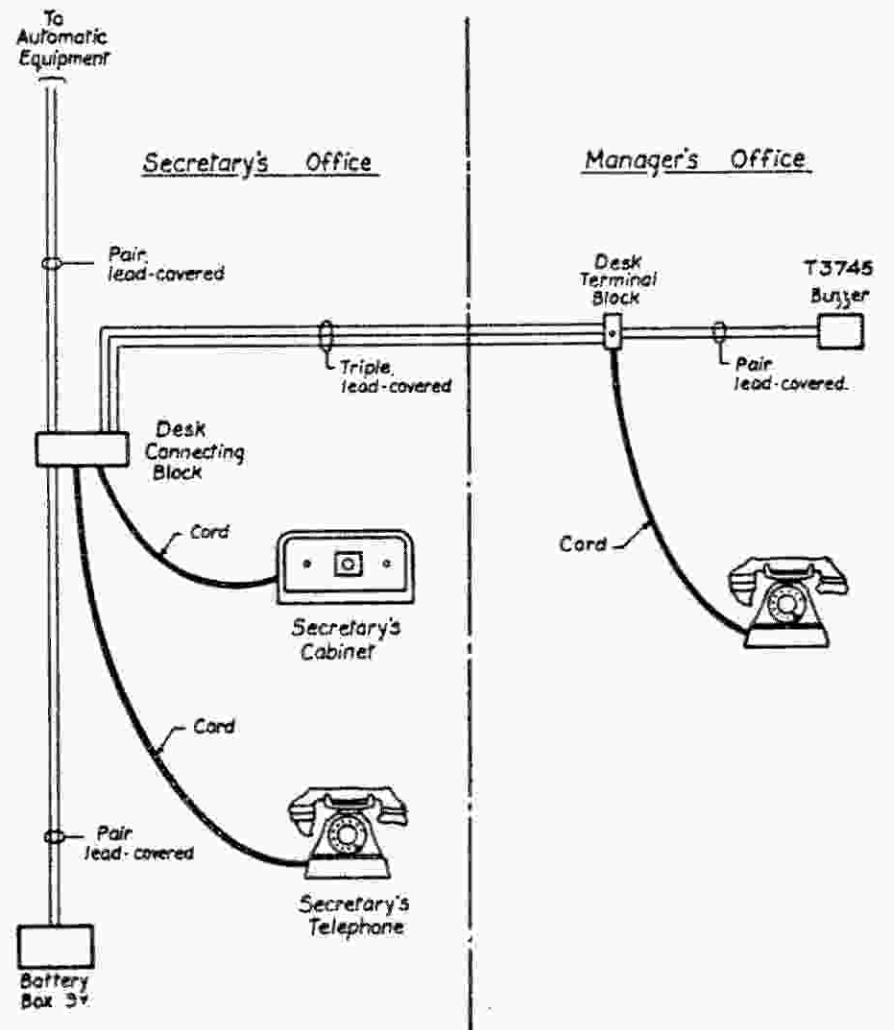 To
Automatic
Equipment
Secretary's Office
Manager's Office
Pair,
lead-covered
Desk
Terminal
Block
T3745
Buzzer
Triple,
lead-covered
Pair
lead-covered.
Desk
Connecting
Block
Cord
Cord
Secretary's
Cabinet
Cord
Pair
lead-covered
Secretary's
Telephone
Battery
Box 3v.